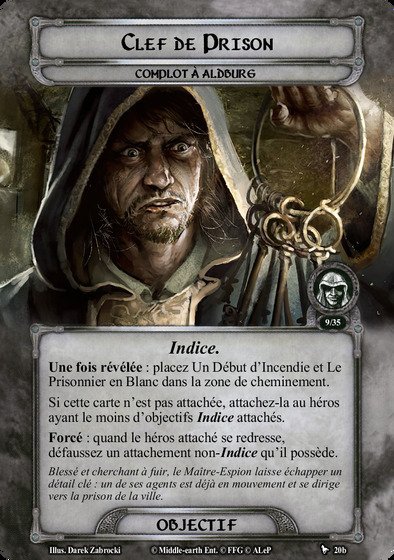 Clef de Prison
Complot à Aldburg
9/35
Indice.
Une fois révélée : placez Un Début d’Incendie et Le
Prisonnier en Blanc dans la zone de cheminement.
Si cette carte n’est pas attachée, attachez-la au héros
ayant le moins d’objectifs Indice attachés.
Forcé : quand le héros attaché se redresse,
défaussez un attachement non-Indice qu’il possède.
Blessé et cherchant à fuir, le Maître-Espion laisse échapper un
détail clé : un de ses agents est déjà en mouvement et se dirige
vers la prison de la ville.
Objectif
Illus. Darek Zabrocki
© Middle-earth Ent. © FFG © ALeP
20b